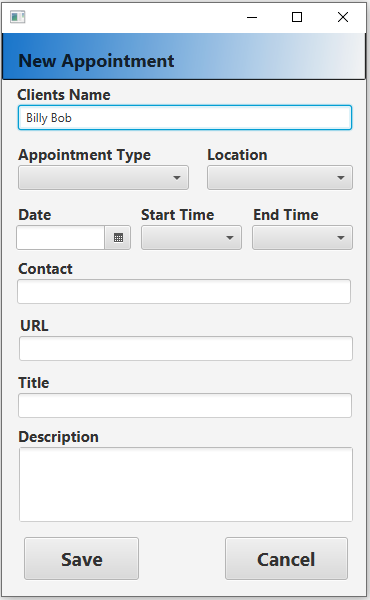 New Appointment
Clients Name
Billy Bob
Appointment Type Location
Date Start Time End Time
Contact
URL
Title
Description
Save Cancel